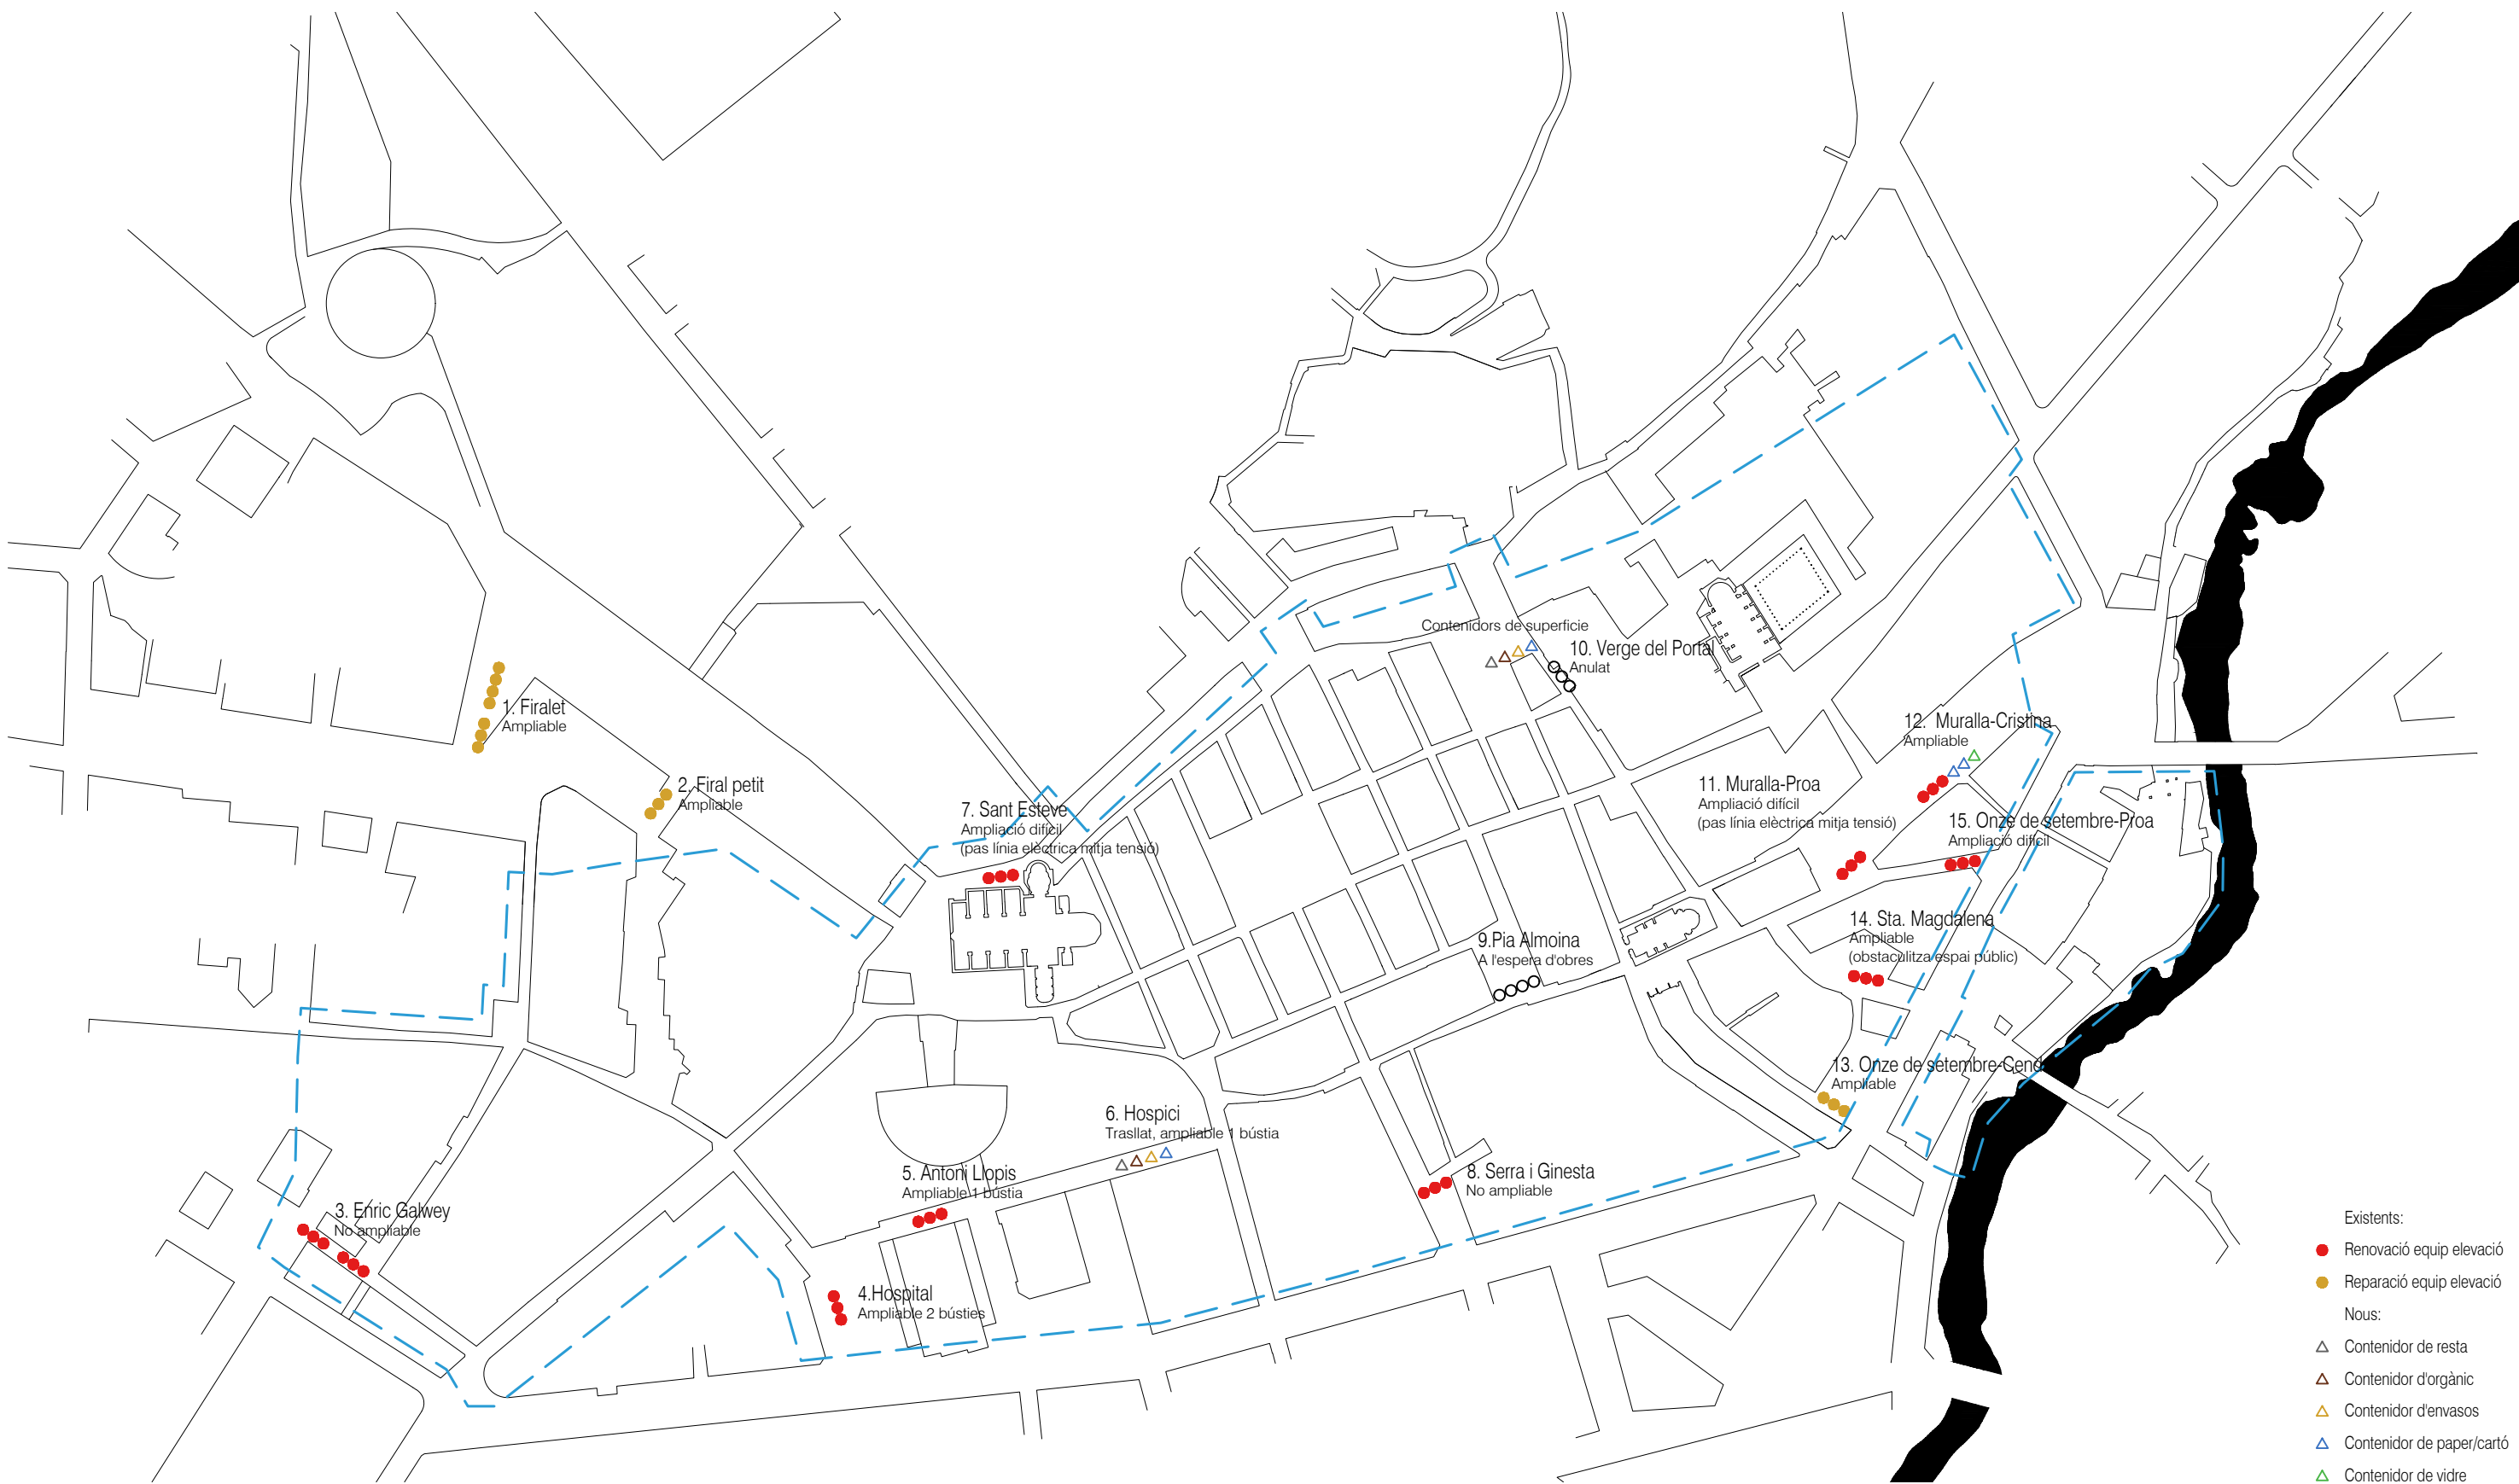 Contenidors de superficie
10. Verge del Portal
Anulat
1. Firalet
Ampliable
12. Muralla-Cristina
Ampliable
2. Firal petit
Ampliable
11. Muralla-Proa
Ampliació difícil
(pas línia elèctrica mitja tensió)
7. Sant Esteve
Ampliació difícil
(pas línia elèctrica mitja tensió)
15. Onze de setembre-Proa
Ampliació difícil
14. Sta. Magdalena
Ampliable
(obstaculitza espai públic)
9.Pia Almoina
A l'espera d'obres
13. Onze de setembre-Cendra
Ampliable
6. Hospici
Trasllat, ampliable 1 bústia
5. Antoni Llopis
Ampliable 1 bústia
8. Serra i Ginesta
No ampliable
3. Enric Galwey
No ampliable
4.Hospital
Ampliable 2 bústies
Existents:
Renovació equip elevació
Reparació equip elevació
Nous:
Contenidor de resta
Contenidor d'orgànic
Contenidor d'envasos
Contenidor de paper/cartó
Contenidor de vidre